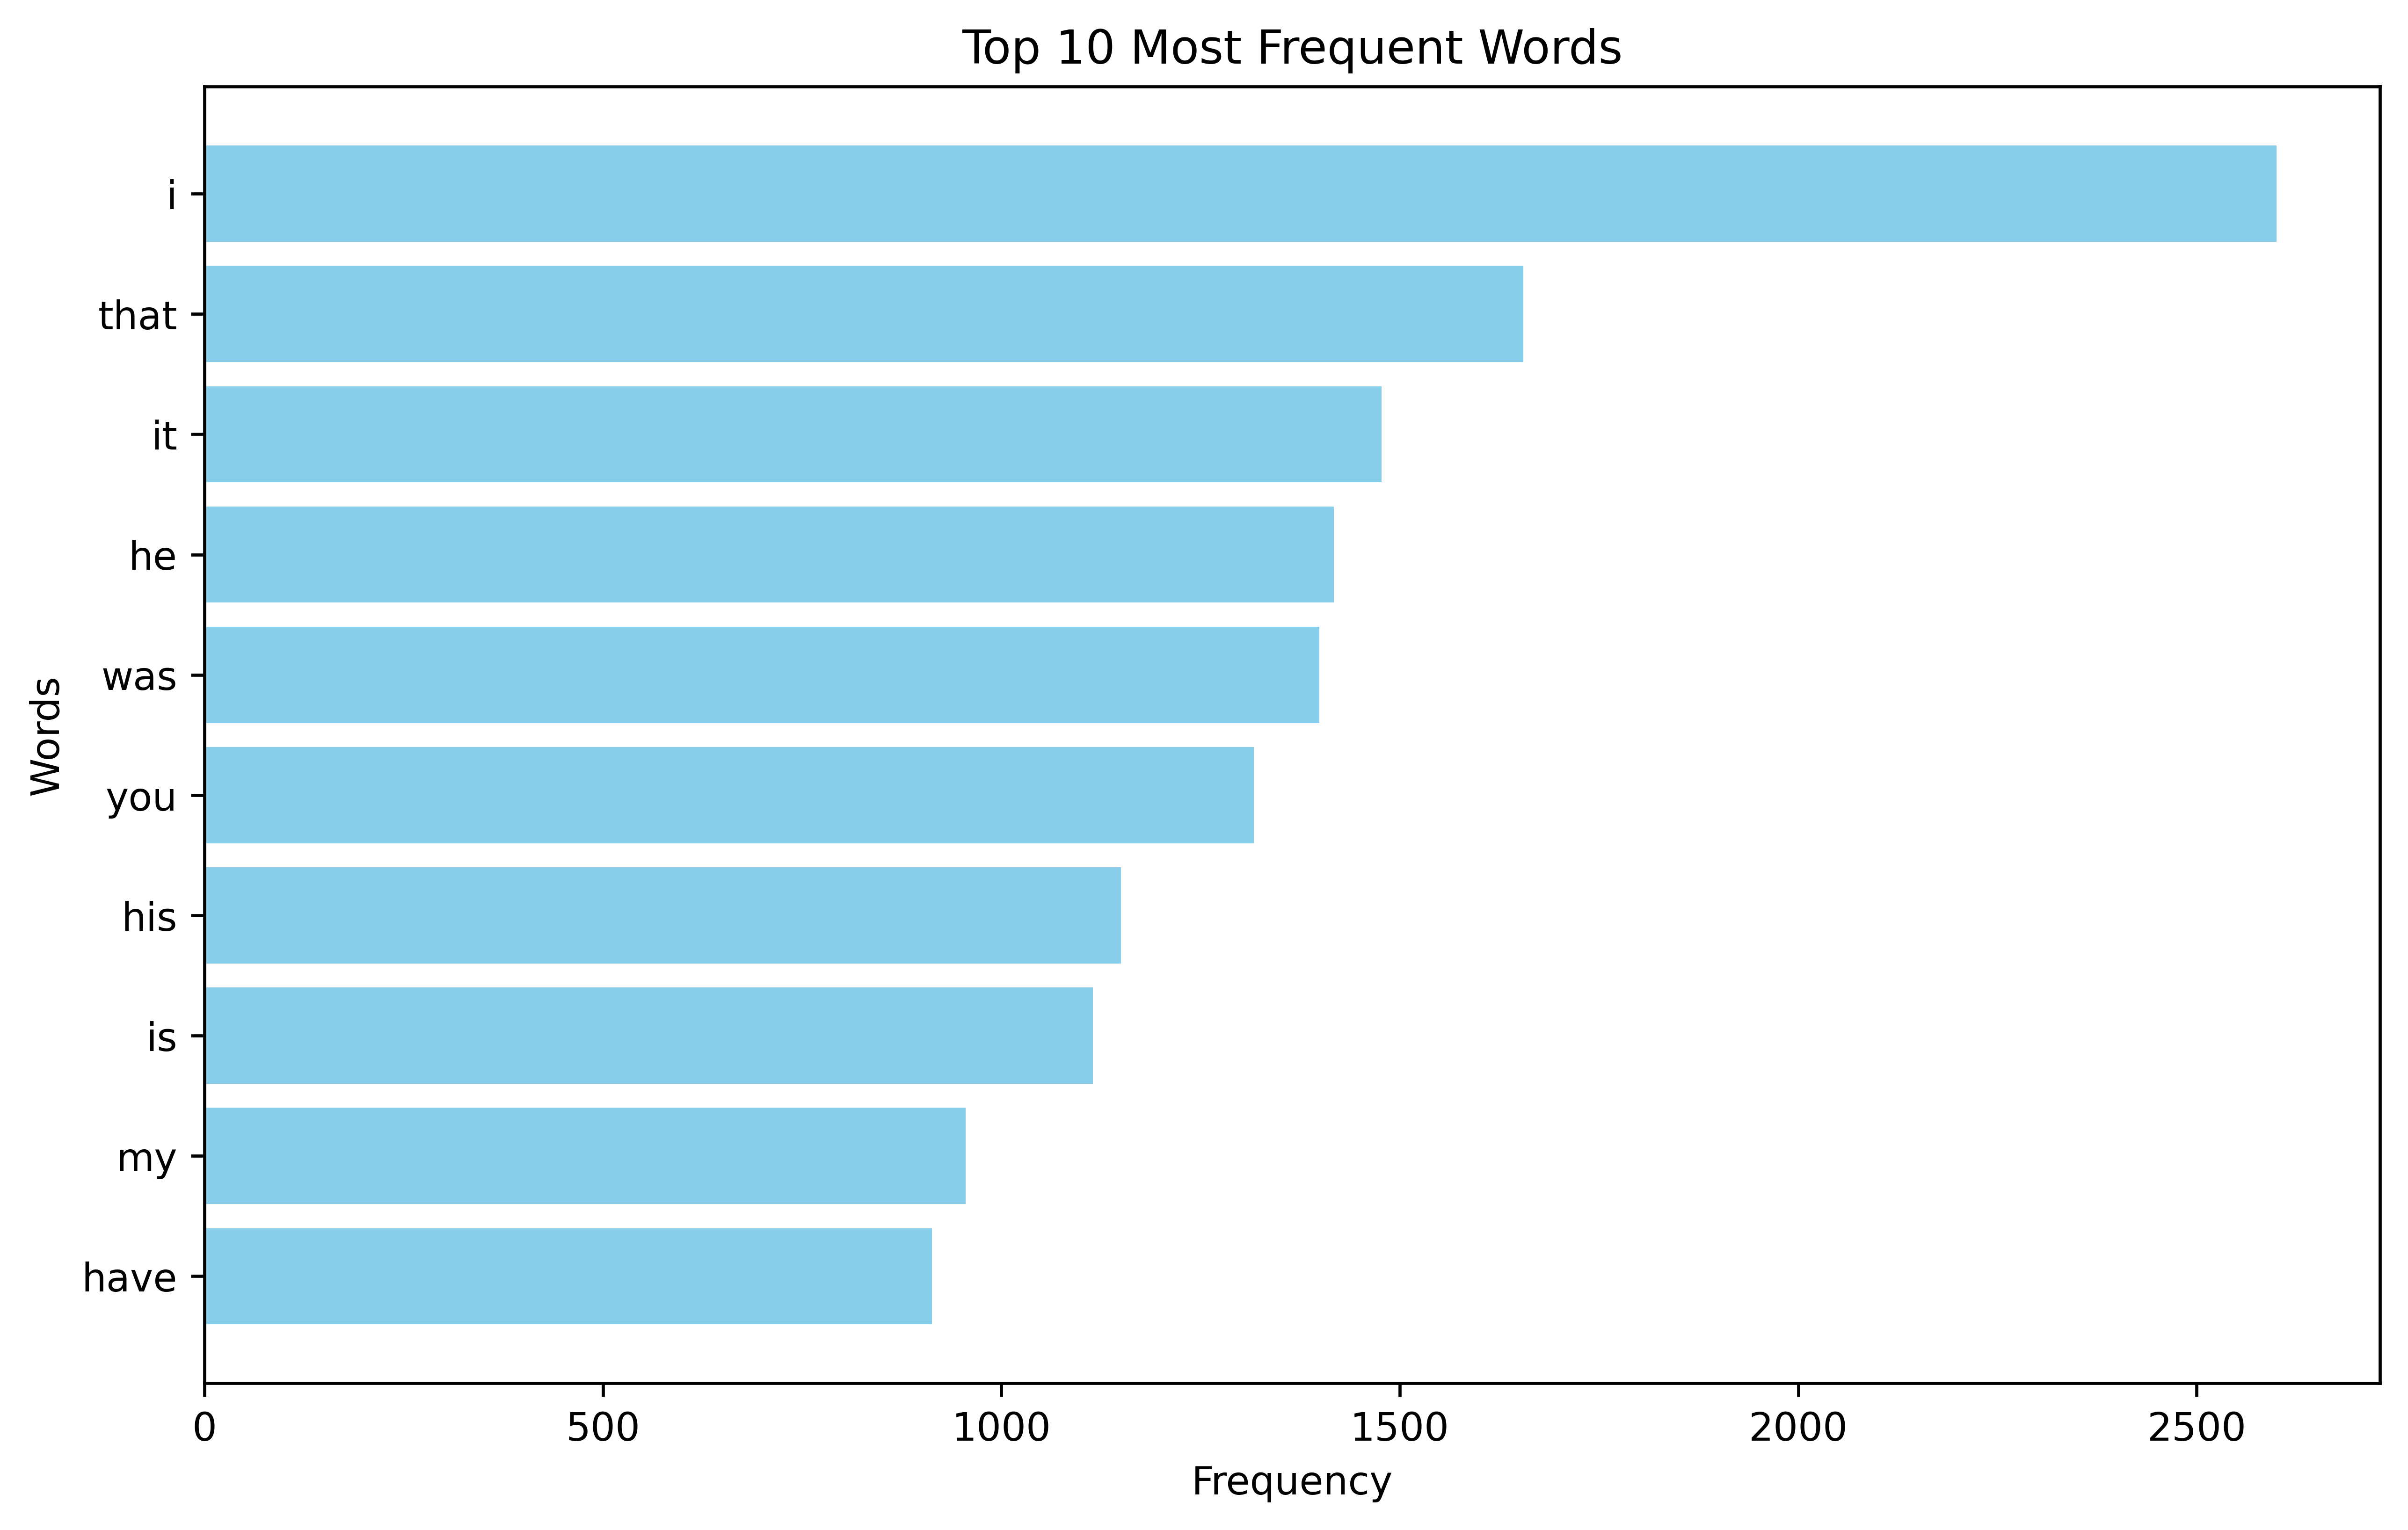 Top 10 Most Frequent Words
i
that
it
he
was
you
his
is
my
have
Words
0 500 1000 1500 2000 2500
Frequency